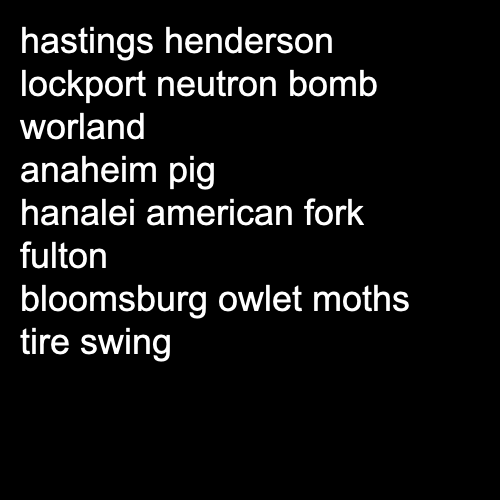 hastings henderson
lockport neutron bomb
worland
anaheim pig
hanalei american fork
fulton
bloomsburg owlet moths
tire swing